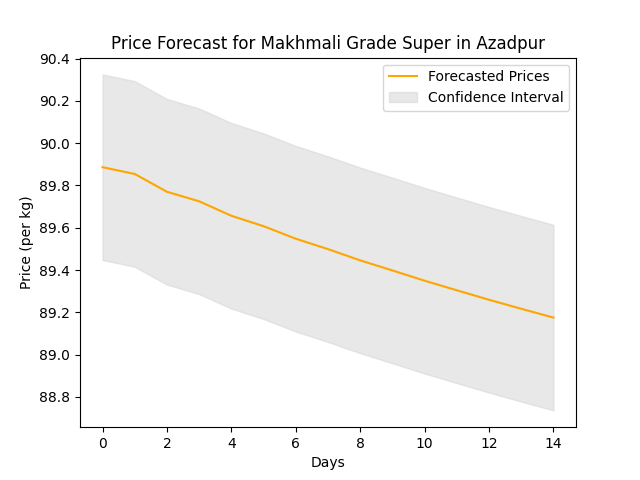 Price Forecast for Makhmali Grade Super in Azadpur
90.4
90.2
90.0
89.8
89.6
89.4
89.2
89.0
88.8
Price (per kg)
Forecasted Prices
Confidence Interval
0 2 4 6 8 10 12 14
Days